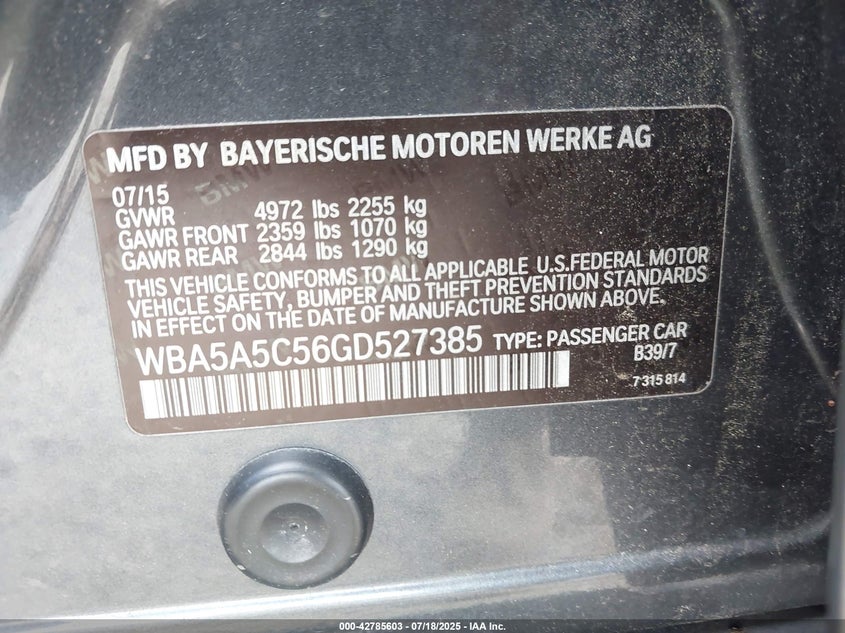 MFD BY BAYERISCHE MOTOREN WERKE AG
07/15
GVWR 4972 lbs 2255 kg
GAWR FRONT 2359 lbs 1070 kg
GAWR REAR 2844 lbs 1290 kg
THIS VEHICLE CONFORMS TO ALL APPLICABLE U.S.FEDERAL MOTOR
VEHICLE SAFETY, BUMPER AND THEFT PREVENTION STANDARDS
IN EFFECT ON THE DATE OF MANUFACTURE SHOWN ABOVE.
WBA5A5C56GD527385 TYPE: PASSENGER CAR
B39/7
7 315 814
000-42785603 / 07/18/2025 - IAA Inc.